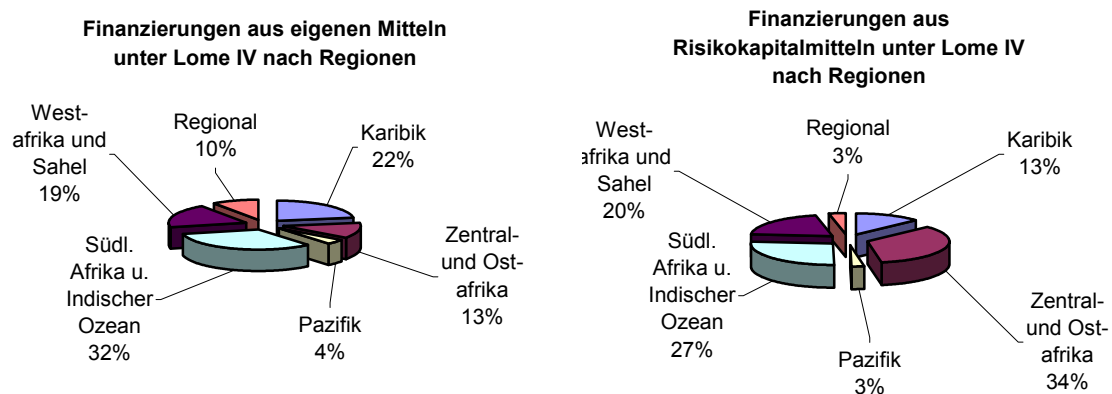 Finanzierungen aus eigenen Mitteln
unter Lome IV nach Regionen
West-
afrika und
Sahel
19%
Regional
10%
Karibik
22%
Südl.
Afrika u.
Indischer
Ozean
32%
Pazifik
4%
Zentral-
und Ost-
afrika
13%
Finanzierungen aus
Risikokapitalmitteln unter Lome IV
nach Regionen
West-
afrika und
Sahel
20%
Regional
3%
Karibik
13%
Südl.
Afrika u.
Indischer
Ozean
27%
Pazifik
3%
Zentral-
und Ost-
afrika
34%